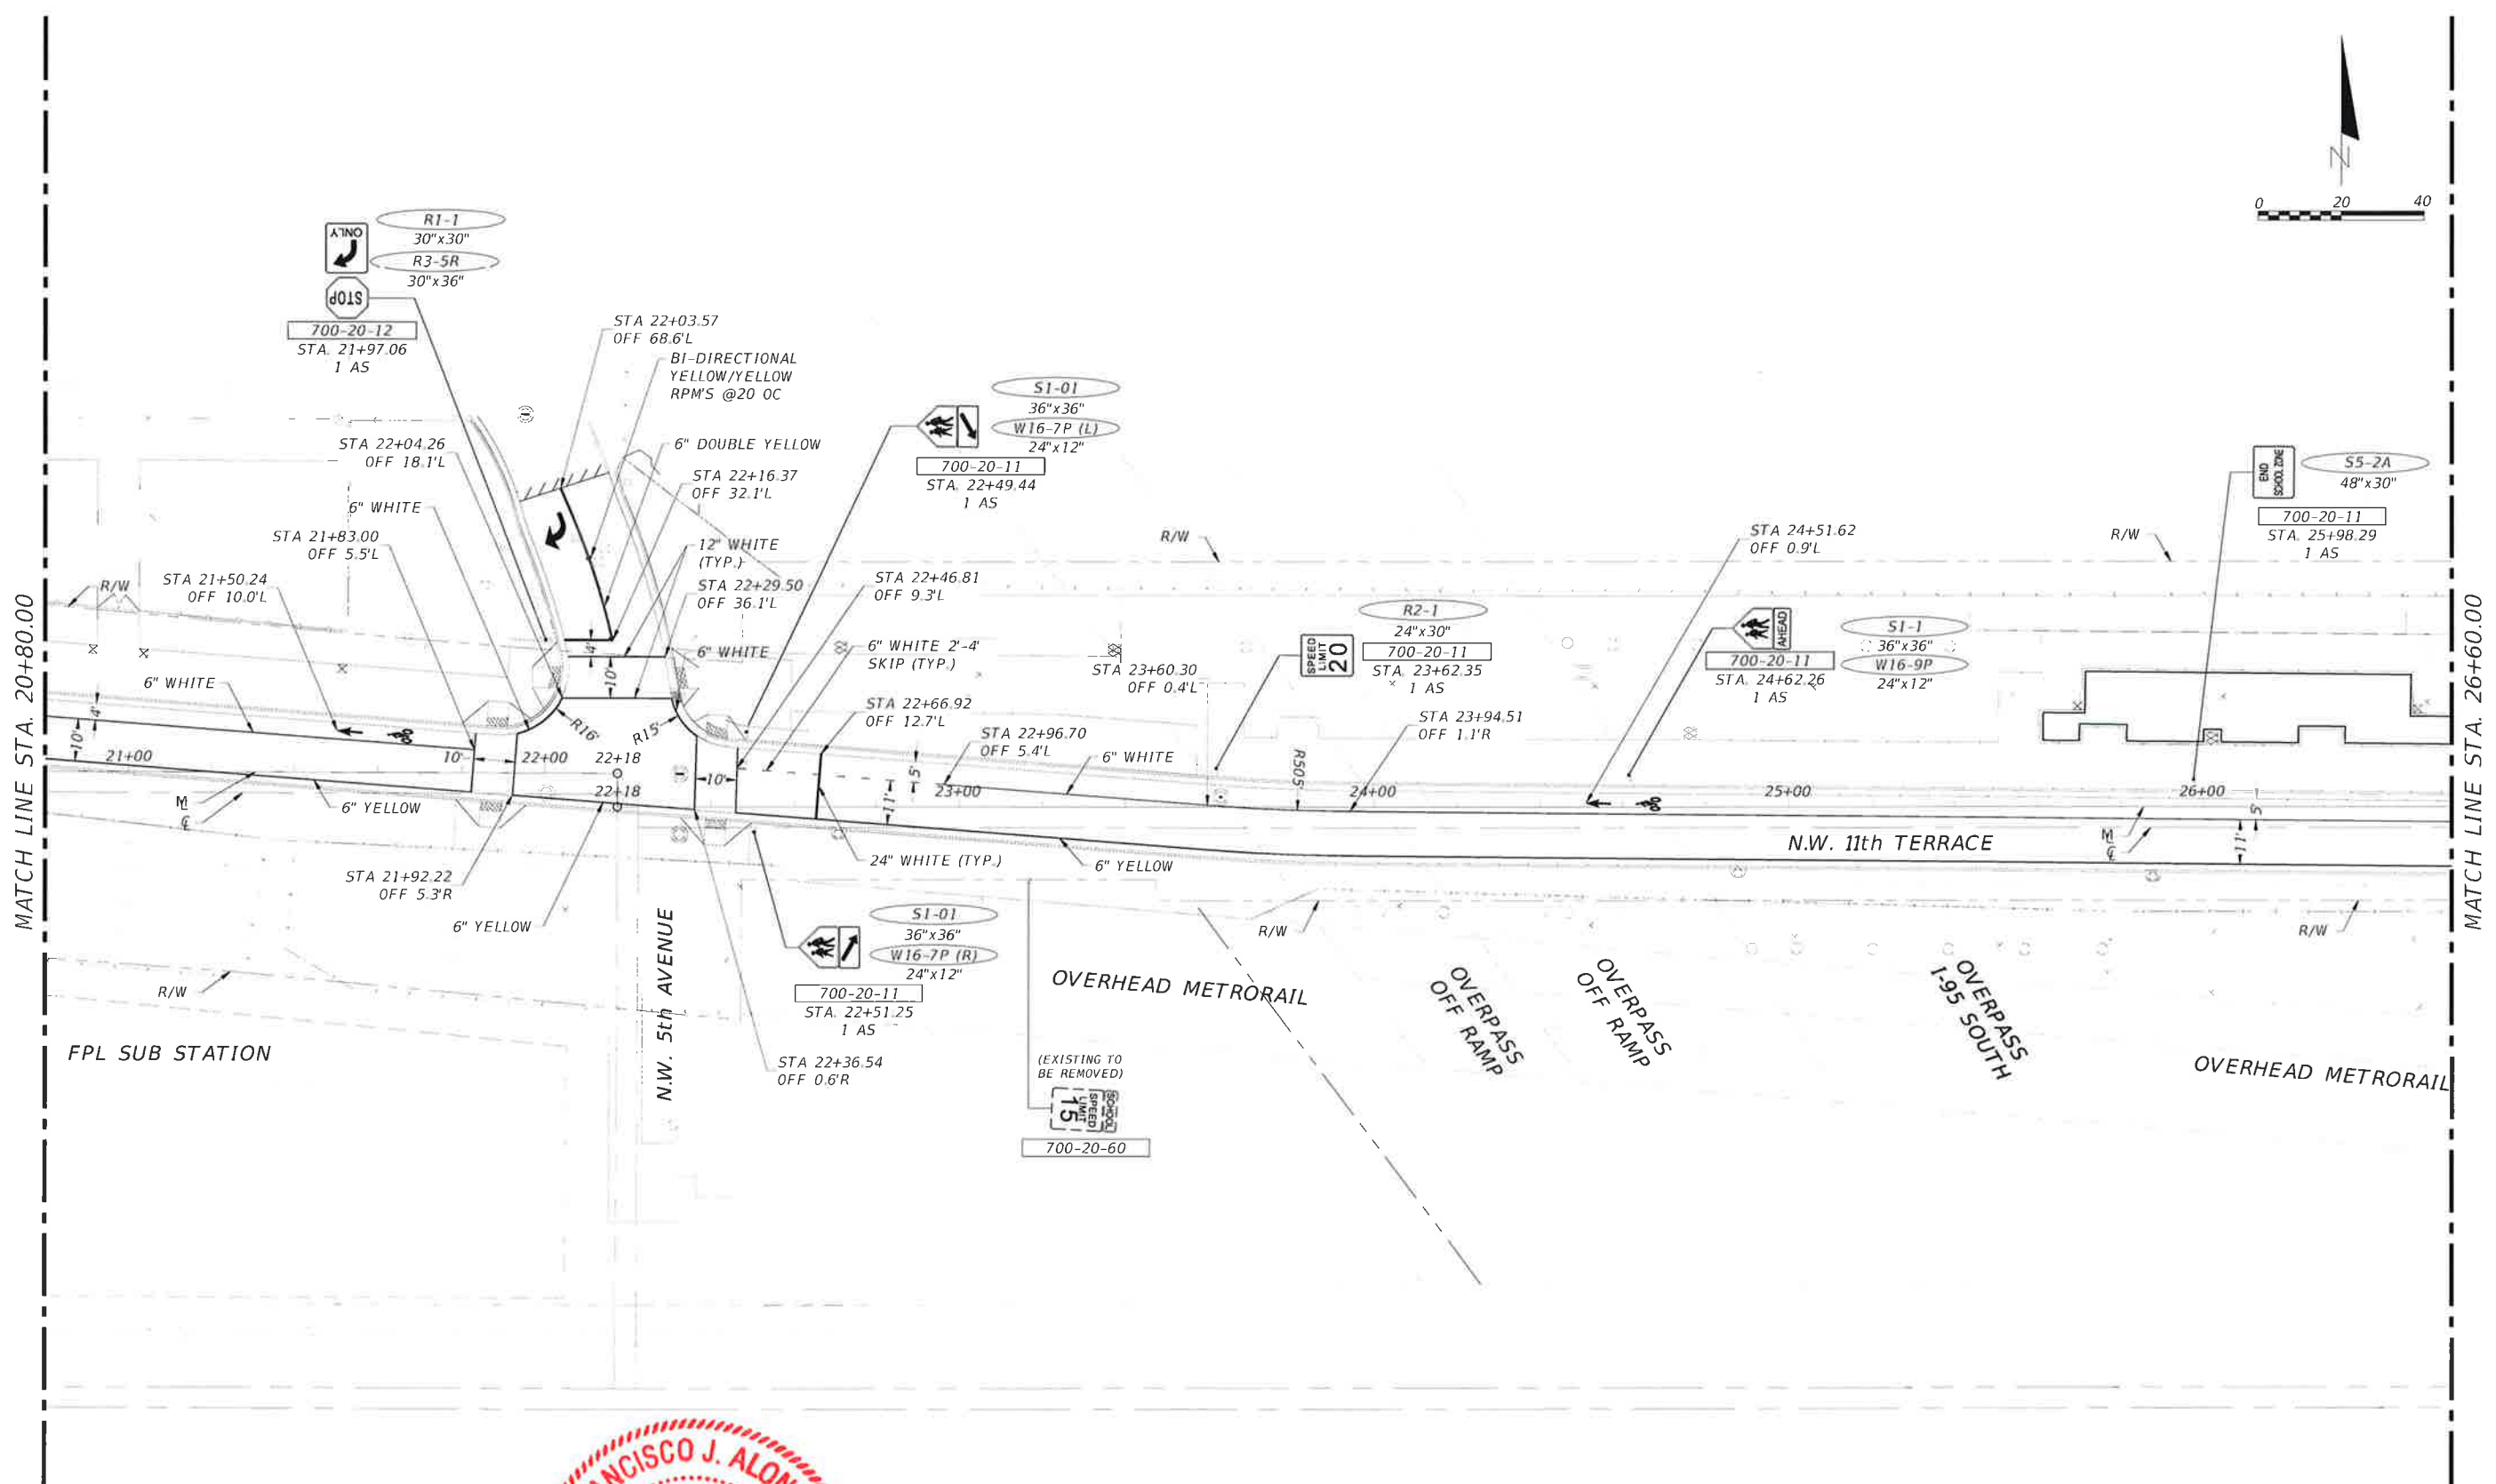 MATCH LINE STA. 20+80.00
MATCH LINE STA. 26+60.00
N
0 20 40
ONLY
STOP
R1-1
30"x30"
R3-5R
30"x36"
700-20-12
STA. 21+97.06
1 AS
STA 22+03.57
OFF 68.6'L
BI-DIRECTIONAL
YELLOW/YELLOW
RPM'S @20 OC
6" DOUBLE YELLOW
STA 22+16.37
OFF 32.1'L
12" WHITE
(TYP.)
STA 22+29.50
OFF 36.1'L
6" WHITE
STA 22+04.26
OFF 18.1'L
6" WHITE
STA 21+83.00
OFF 5.5'L
STA 21+50.24
OFF 10.0'L
R/W
6" WHITE
S1-01
36"x36"
W16-7P (L)
24"x12"
700-20-11
STA. 22+49.44
1 AS
STA 22+46.81
OFF 9.3'L
6" WHITE 2'-4'
SKIP (TYP.)
STA 22+66.92
OFF 12.7'L
STA 22+96.70
OFF 5.4'L
6" WHITE
R/W
SPEED
LIMIT
20
R2-1
24"x30"
700-20-11
STA. 23+62.35
1 AS
STA 23+60.30
OFF 0.4'L
STA 23+94.51
OFF 1.1'R
STA 24+51.62
OFF 0.9'L
AHEAD
S1-1
36"x36"
W16-9P
24"x12"
700-20-11
STA. 24+62.26
1 AS
R/W
END
SCHOOL ZONE
S5-2A
48"x30"
700-20-11
STA. 25+98.29
1 AS
4'
10'
4'
10'
R16'
R15'
10'
10'
11'
5'
R505'
5'
11'
21+00
22+00
22+18
22+18
23+00
24+00
25+00
26+00
M
C
6" YELLOW
M
C
N.W. 11th TERRACE
24" WHITE (TYP.)
6" YELLOW
STA 21+92.22
OFF 5.3'R
6" YELLOW
N.W. 5th AVENUE
S1-01
36"x36"
W16-7P (R)
24"x12"
700-20-11
STA. 22+51.25
1 AS
STA 22+36.54
OFF 0.6'R
R/W
R/W
R/W
FPL SUB STATION
OVERHEAD METRORAIL
OVERPASS
OFF RAMP
OVERPASS
OFF RAMP
OVERPASS
I-95 SOUTH
OVERHEAD METRORAIL
(EXISTING TO
BE REMOVED)
SCHOOL
SPEED
LIMIT
15
700-20-60
ANCISCO J. ALON